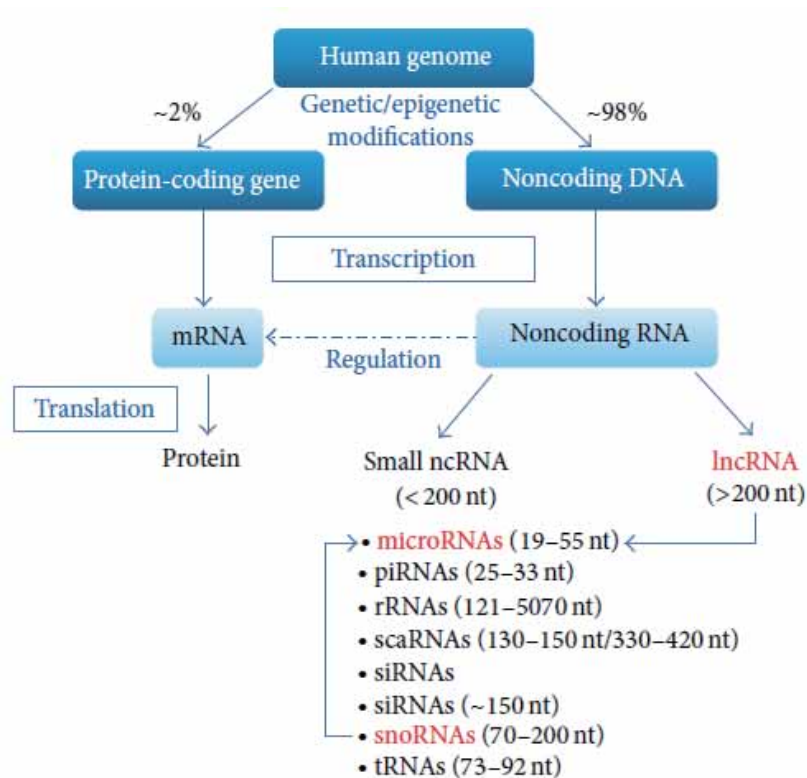 Human genome
~2%
Genetic/epigenetic
modifications
~98%
Protein-coding gene
Noncoding DNA
Transcription
mRNA
Regulation
Noncoding RNA
Translation
Protein
Small ncRNA
(<200 nt)
lncRNA
(>200 nt)
• microRNAs (19–55 nt)
• piRNAs (25–33 nt)
• rRNAs (121–5070 nt)
• scaRNAs (130–150 nt/330–420 nt)
• siRNAs
• siRNAs (~150 nt)
• snoRNAs (70–200 nt)
• tRNAs (73–92 nt)